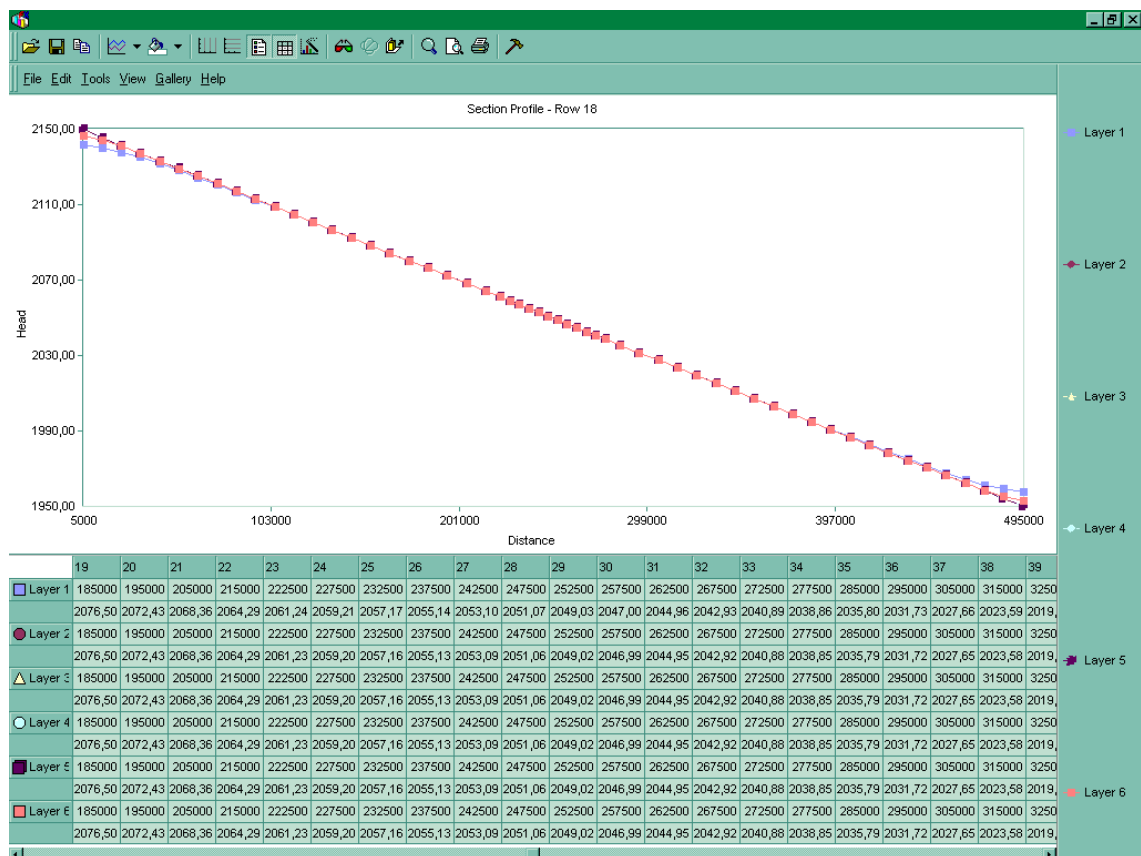 File Edit Tools View Gallery Help
Section Profile - Row 18
2150,00
2110,00
2070,00
2030,00
1990,00
1950,00
Head
5000 103000 201000 299000 397000 495000
Distance
Layer 1
Layer 2
Layer 3
Layer 4
Layer 5
Layer 6
19 20 21 22 23 24 25 26 27 28 29 30 31 32 33 34 35 36 37 38 39
Layer 1 185000 195000 205000 215000 222500 227500 232500 237500 242500 247500 252500 257500 262500 267500 272500 277500 285000 295000 305000 315000 3250
2076,50 2072,43 2068,36 2064,29 2061,24 2059,21 2057,17 2055,14 2053,10 2051,07 2049,03 2047,00 2044,96 2042,93 2040,89 2038,86 2035,80 2031,73 2027,66 2023,59 2019,
Layer 2 185000 195000 205000 215000 222500 227500 232500 237500 242500 247500 252500 257500 262500 267500 272500 277500 285000 295000 305000 315000 3250
2076,50 2072,43 2068,36 2064,29 2061,23 2059,20 2057,16 2055,13 2053,09 2051,06 2049,02 2046,99 2044,95 2042,92 2040,88 2038,85 2035,79 2031,72 2027,65 2023,58 2019,
Layer 3 185000 195000 205000 215000 222500 227500 232500 237500 242500 247500 252500 257500 262500 267500 272500 277500 285000 295000 305000 315000 3250
2076,50 2072,43 2068,36 2064,29 2061,23 2059,20 2057,16 2055,13 2053,09 2051,06 2049,02 2046,99 2044,95 2042,92 2040,88 2038,85 2035,79 2031,72 2027,65 2023,58 2019,
Layer 4 185000 195000 205000 215000 222500 227500 232500 237500 242500 247500 252500 257500 262500 267500 272500 277500 285000 295000 305000 315000 3250
2076,50 2072,43 2068,36 2064,29 2061,23 2059,20 2057,16 2055,13 2053,09 2051,06 2049,02 2046,99 2044,95 2042,92 2040,88 2038,85 2035,79 2031,72 2027,65 2023,58 2019,
Layer 5 185000 195000 205000 215000 222500 227500 232500 237500 242500 247500 252500 257500 262500 267500 272500 277500 285000 295000 305000 315000 3250
2076,50 2072,43 2068,36 2064,29 2061,23 2059,20 2057,16 2055,13 2053,09 2051,06 2049,02 2046,99 2044,95 2042,92 2040,88 2038,85 2035,79 2031,72 2027,65 2023,58 2019,
Layer 6 185000 195000 205000 215000 222500 227500 232500 237500 242500 247500 252500 257500 262500 267500 272500 277500 285000 295000 305000 315000 3250
2076,50 2072,43 2068,36 2064,29 2061,23 2059,20 2057,16 2055,13 2053,09 2051,06 2049,02 2046,99 2044,95 2042,92 2040,88 2038,85 2035,79 2031,72 2027,65 2023,58 2019,